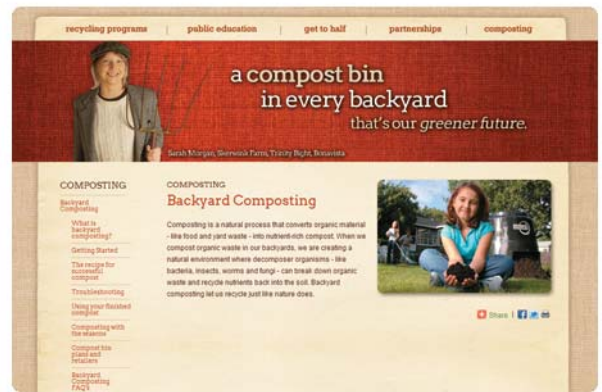 recycling programs | public education | get to half | partnerships | composting
a compost bin
in every backyard
that's our greener future.
Sarah Morgan, Skerwink Farm, Trinity Bight, Bonavista
COMPOSTING
Backyard
Composting
What is
backyard
composting?
Getting Started
The recipe for
successful
compost
Troubleshooting
Using your finished
compost
Composting with
the seasons
Compost bin
plans and
retailers
Backyard
Composting
FAQ's
COMPOSTING
Backyard Composting
Composting is a natural process that converts organic material
- like food and yard waste - into nutrient-rich compost. When we
compost organic waste in our backyards, we are creating a
natural environment where decomposer organisms - like
bacteria, insects, worms and fungi - can break down organic
waste and recycle nutrients back into the soil. Backyard
composting let us recycle just like nature does.
Share |